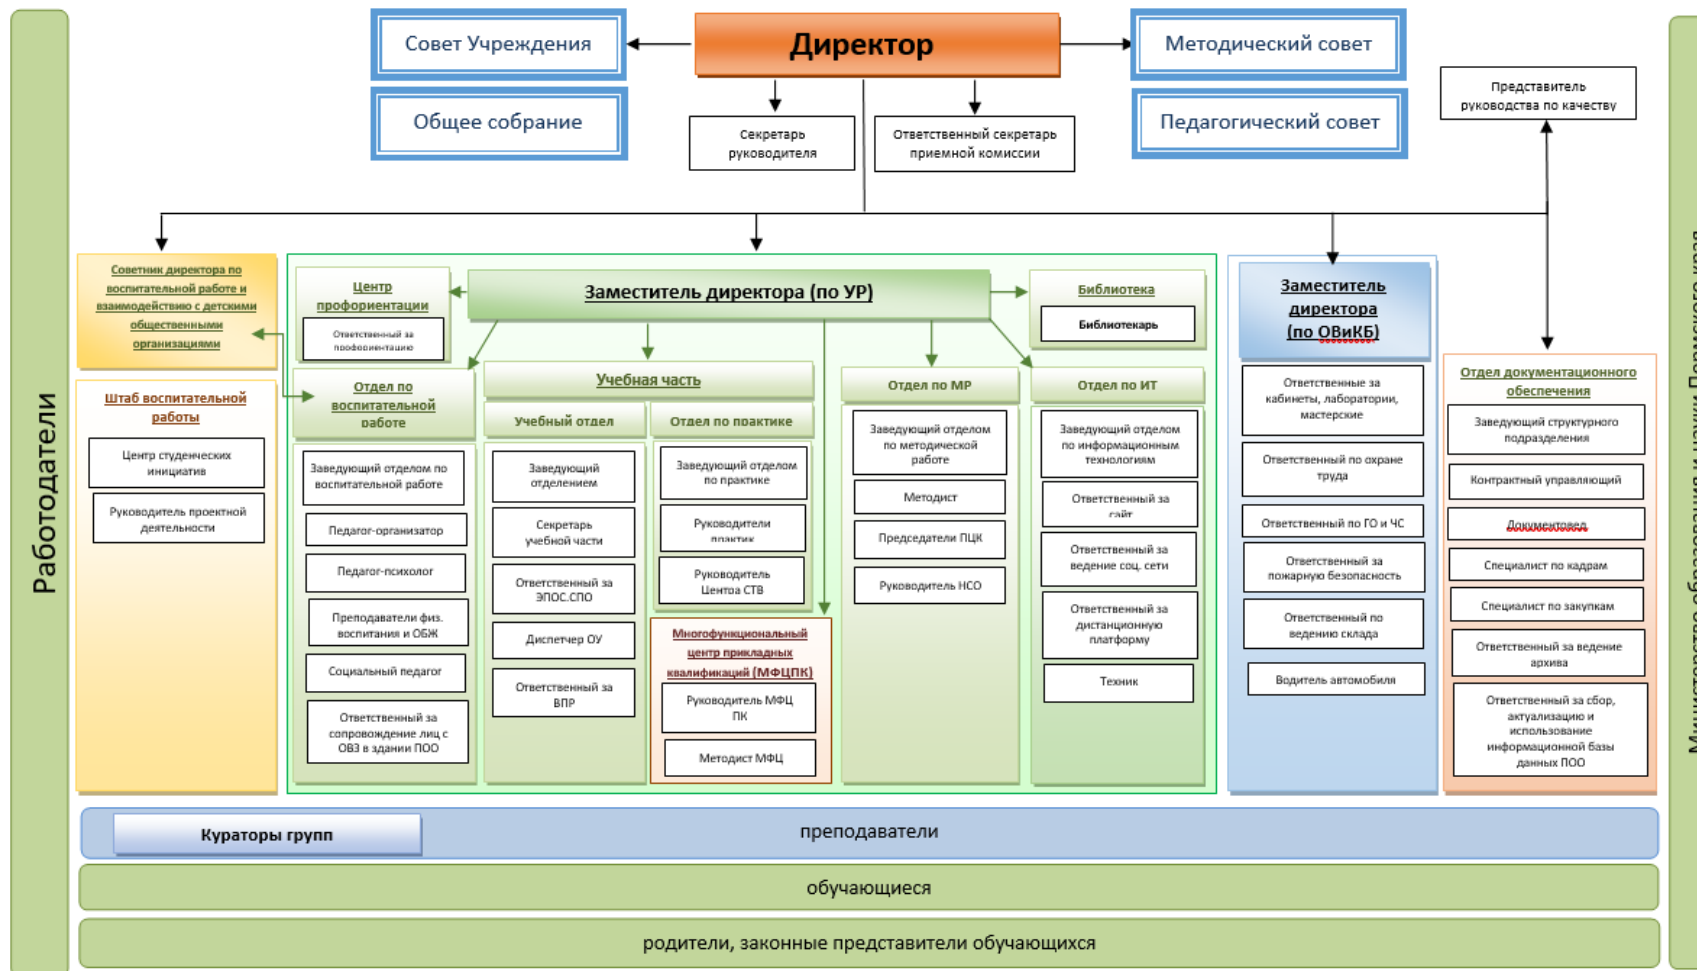 Работодатели
Министерство образования и науки Пермского края
Директор
Совет Учреждения
Общее собрание
Методический совет
Педагогический совет
Секретарь
руководителя
Ответственный секретарь
приемной комиссии
Представитель
руководства по качеству
Советник директора по
воспитательной работе и
взаимодействию с детскими
общественными
организациями
Штаб воспитательной
работы
Центр студенческих
инициатив
Руководитель проектной
деятельности
Заместитель директора (по УР)
Центр
профориентации
Ответственный за
профориентацию
Библиотека
Библиотекарь
Отдел по
воспитательной
работе
Заведующий отделом по
воспитательной работе
Педагог-организатор
Педагог-психолог
Преподаватели физ.
воспитания и ОБЖ
Социальный педагог
Ответственный за
сопровождение лиц с
ОВЗ в здании ПОО
Учебная часть
Учебный отдел
Заведующий
отделением
Секретарь
учебной части
Ответственный за
ЭПОС.СПО
Диспетчер ОУ
Ответственный за
ВПР
Отдел по практике
Заведующий отделом
по практике
Руководители
практик
Руководитель
Центра СТВ
Многофункциональный
центр прикладных
квалификаций (МФЦПК)
Руководитель МФЦ
ПК
Методист МФЦ
Отдел по МР
Заведующий отделом
по методической
работе
Методист
Председатели ПЦК
Руководитель НСО
Отдел по ИТ
Заведующий отделом
по информационным
технологиям
Ответственный за
сайт
Ответственный за
ведение соц. сети
Ответственный за
дистанционную
платформу
Техник
Заместитель
директора
(по ОВиКБ)
Ответственные за
кабинеты, лаборатории,
мастерские
Ответственный по охране
труда
Ответственный по ГО и ЧС
Ответственный за
пожарную безопасность
Ответственный по
ведению склада
Водитель автомобиля
Отдел документационного
обеспечения
Заведующий структурного
подразделения
Контрактный управляющий
Документовед
Специалист по кадрам
Специалист по закупкам
Ответственный за ведение
архива
Ответственный за сбор,
актуализацию и
использование
информационной базы
данных ПОО
Кураторы групп
преподаватели
обучающиеся
родители, законные представители обучающихся